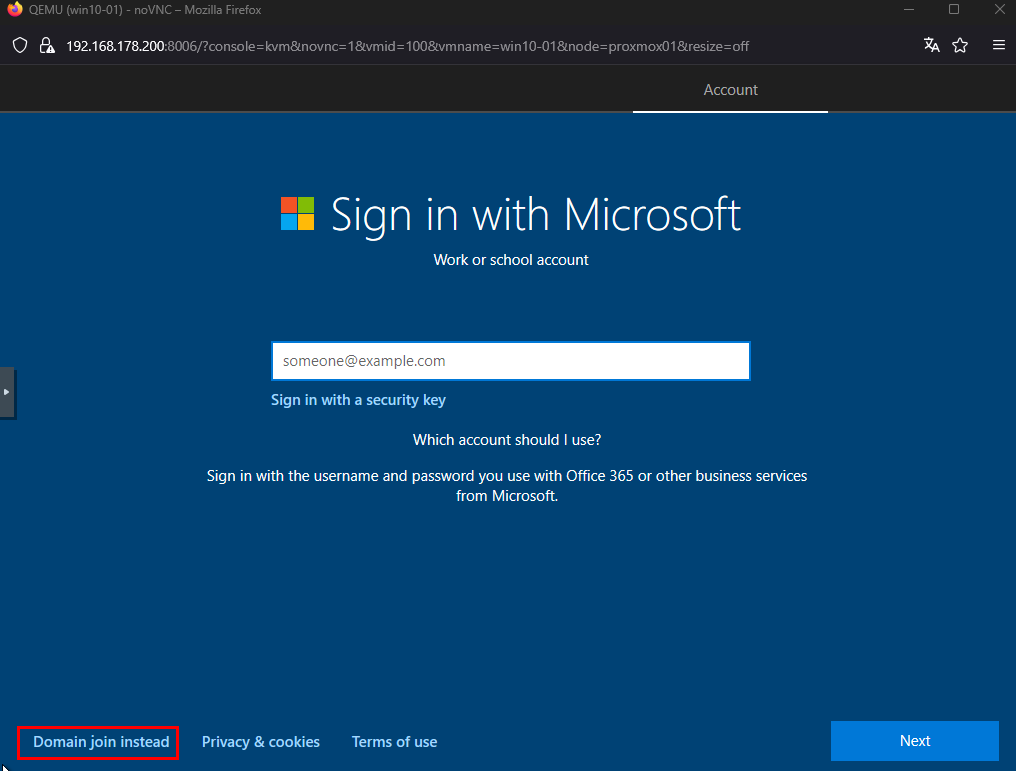 QEMU (win10-01) - noVNC – Mozilla Firefox
192.168.178.200:8006/?console=kvm&novnc=1&vmid=100&vmname=win10-01&node=proxmox01&resize=off
Account
Sign in with Microsoft
Work or school account
someone@example.com
Sign in with a security key
Which account should I use?
Sign in with the username and password you use with Office 365 or other business services
from Microsoft.
Domain join instead Privacy & cookies Terms of use Next